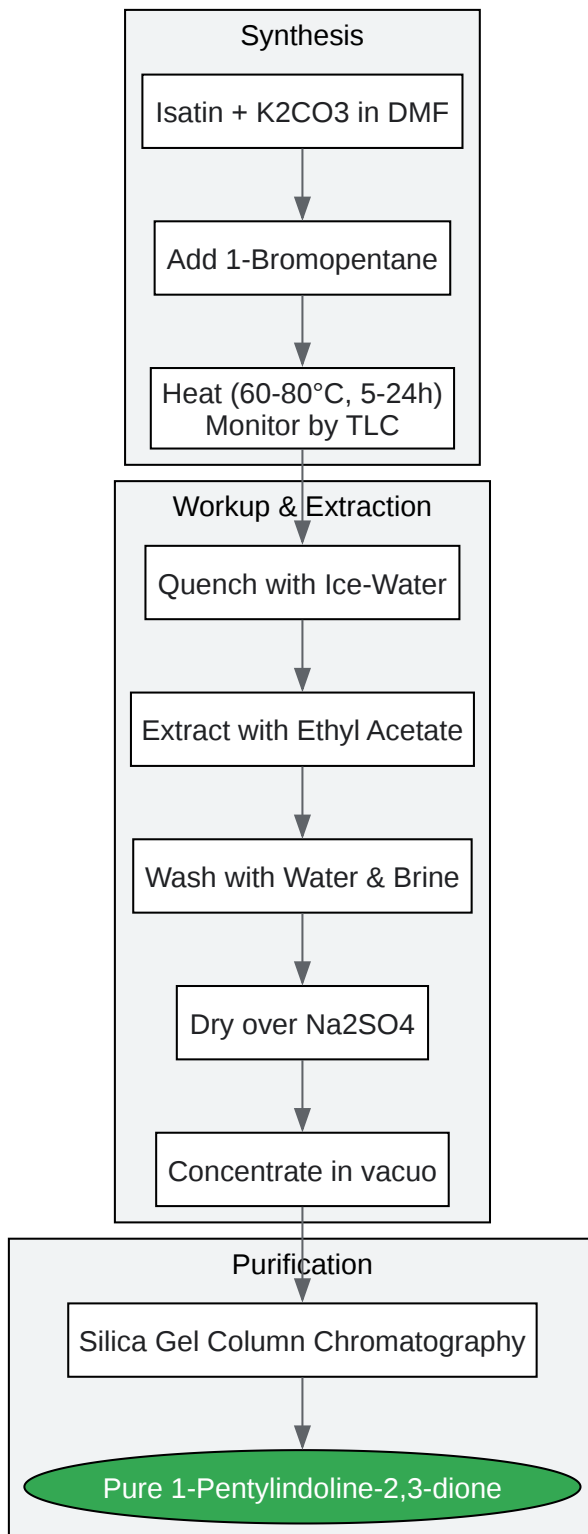 Synthesis
Isatin + K2CO3 in DMF
Add 1-Bromopentane
Heat (60-80°C, 5-24h)
Monitor by TLC
Workup & Extraction
Quench with Ice-Water
Extract with Ethyl Acetate
Wash with Water & Brine
Dry over Na2SO4
Concentrate in vacuo
Purification
Silica Gel Column Chromatography
Pure 1-Pentylindoline-2,3-dione